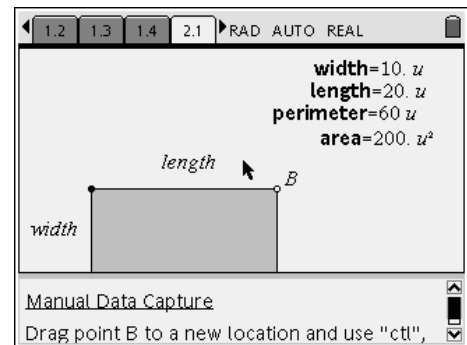 1.2 1.3 1.4 2.1 RAD AUTO REAL
width=10. u
length=20. u
perimeter=60 u
area=200. u²
length
B
width
Manual Data Capture
Drag point B to a new location and use "ctl",